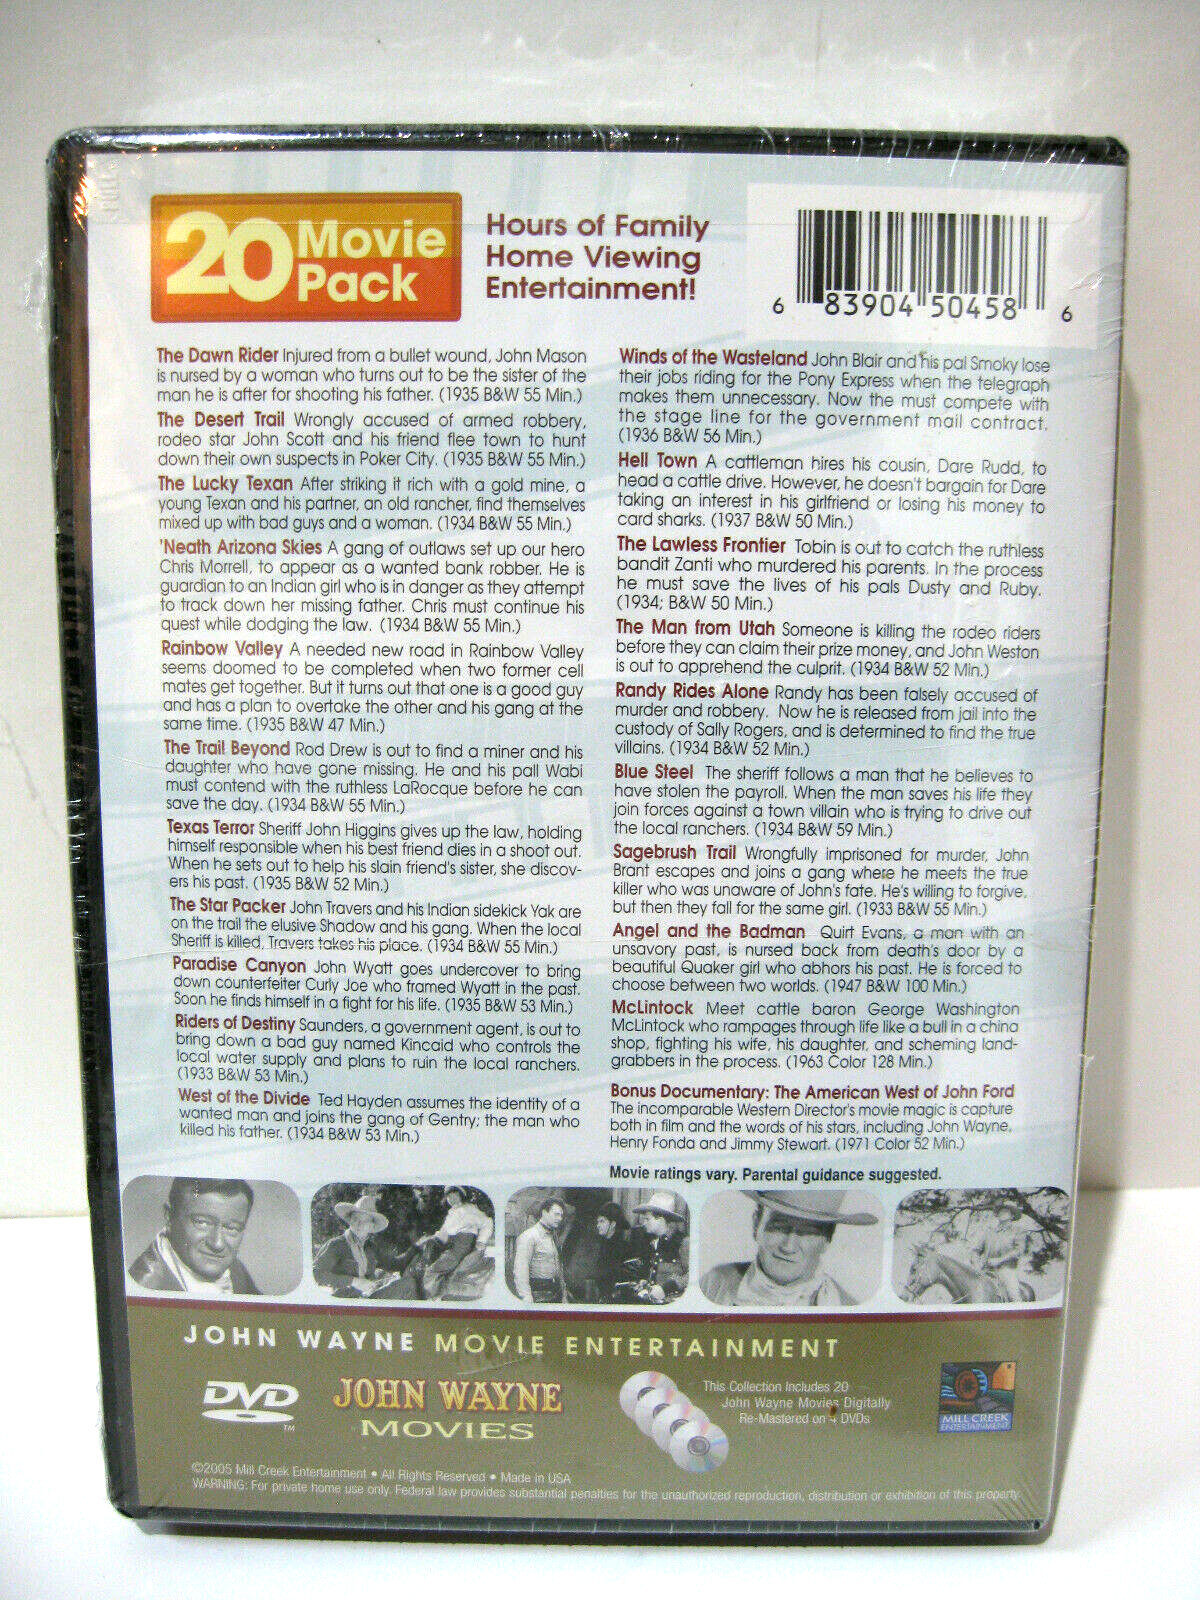 20 Movie
Pack
Hours of Family
Home Viewing
Entertainment!
6 83904 50458 6
The Dawn Rider Injured from a bullet wound, John Mason
is nursed by a woman who turns out to be the sister of the
man he is after for shooting his father. (1935 B&W 55 Min.)
The Desert Trail Wrongly accused of armed robbery,
rodeo star John Scott and his friend flee town to hunt
down their own suspects in Poker City. (1935 B&W 55 Min.)
The Lucky Texan After striking it rich with a gold mine, a
young Texan and his partner, an old rancher, find themselves
mixed up with bad guys and a woman. (1934 B&W 55 Min.)
'Neath Arizona Skies A gang of outlaws set up our hero
Chris Morrell, to appear as a wanted bank robber. He is
guardian to an Indian girl who is in danger as they attempt
to track down her missing father. Chris must continue his
quest while dodging the law. (1934 B&W 55 Min.)
Rainbow Valley A needed new road in Rainbow Valley
seems doomed to be completed when two former cell
mates get together. But it turns out that one is a good guy
and has a plan to overtake the other and his gang at the
same time. (1935 B&W 47 Min.)
The Trail Beyond Rod Drew is out to find a miner and his
daughter who have gone missing. He and his pall Wabi
must contend with the ruthless LaRocque before he can
save the day. (1934 B&W 55 Min.)
Texas Terror Sheriff John Higgins gives up the law, holding
himself responsible when his best friend dies in a shoot out.
When he sets out to help his slain friend's sister, she discov-
ers his past. (1935 B&W 52 Min.)
The Star Packer John Travers and his Indian sidekick Yak are
on the trail the elusive Shadow and his gang. When the local
Sheriff is killed, Travers takes his place. (1934 B&W 55 Min.)
Paradise Canyon John Wyatt goes undercover to bring
down counterfeiter Curly Joe who framed Wyatt in the past.
Soon he finds himself in a fight for his life. (1935 B&W 53 Min.)
Riders of Destiny Saunders, a government agent, is out to
bring down a bad guy named Kincaid who controls the
local water supply and plans to ruin the local ranchers.
(1933 B&W 53 Min.)
West of the Divide Ted Hayden assumes the identity of a
wanted man and joins the gang of Gentry; the man who
killed his father. (1934 B&W 53 Min.)
Winds of the Wasteland John Blair and his pal Smoky lose
their jobs riding for the Pony Express when the telegraph
makes them unnecessary. Now the must compete with
the stage line for the government mail contract.
(1936 B&W 56 Min.)
Hell Town A cattleman hires his cousin, Dare Rudd, to
head a cattle drive. However, he doesn't bargain for Dare
taking an interest in his girlfriend or losing his money to
card sharks. (1937 B&W 50 Min.)
The Lawless Frontier Tobin is out to catch the ruthless
bandit Zanti who murdered his parents. In the process
he must save the lives of his pals Dusty and Ruby.
(1934; B&W 50 Min.)
The Man from Utah Someone is killing the rodeo riders
before they can claim their prize money, and John Weston
is out to apprehend the culprit. (1934 B&W 52 Min.)
Randy Rides Alone Randy has been falsely accused of
murder and robbery. Now he is released from jail into the
custody of Sally Rogers, and is determined to find the true
villains. (1934 B&W 52 Min.)
Blue Steel The sheriff follows a man that he believes to
have stolen the payroll. When the man saves his life they
join forces against a town villain who is trying to drive out
the local ranchers. (1934 B&W 59 Min.)
Sagebrush Trail Wrongfully imprisoned for murder, John
Brant escapes and joins a gang where he meets the true
killer who was unaware of John's fate. He's willing to forgive,
but then they fall for the same girl. (1933 B&W 55 Min.)
Angel and the Badman Quirt Evans, a man with an
unsavory past, is nursed back from death's door by a
beautiful Quaker girl who abhors his past. He is forced to
choose between two worlds. (1947 B&W 100 Min.)
McLintock Meet cattle baron George Washington
McLintock who rampages through life like a bull in a china
shop, fighting his wife, his daughter, and scheming land-
grabbers in the process. (1963 Color 128 Min.)
Bonus Documentary: The American West of John Ford
The incomparable Western Director's movie magic is capture
both in film and the words of his stars, including John Wayne,
Henry Fonda and Jimmy Stewart. (1971 Color 52 Min.)
Movie ratings vary. Parental guidance suggested.
JOHN WAYNE MOVIE ENTERTAINMENT
DVD
TM
JOHN WAYNE
MOVIES
This Collection Includes 20
John Wayne Movies Digitally
Re-Mastered on 4 DVDs
MILL CREEK
ENTERTAINMENT
©2005 Mill Creek Entertainment • All Rights Reserved • Made in USA
WARNING: For private home use only. Federal law provides substantial penalties for the unauthorized reproduction, distribution or exhibition of this property